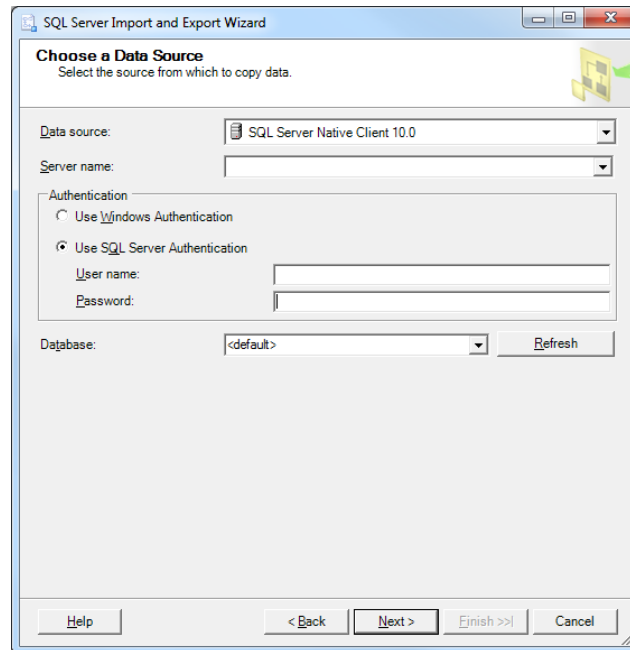 SQL Server Import and Export Wizard
Choose a Data Source
Select the source from which to copy data.
Data source: SQL Server Native Client 10.0
Server name:
Authentication
Use Windows Authentication
Use SQL Server Authentication
User name:
Password:
Database: <default> Refresh
Help < Back Next > Finish >>| Cancel